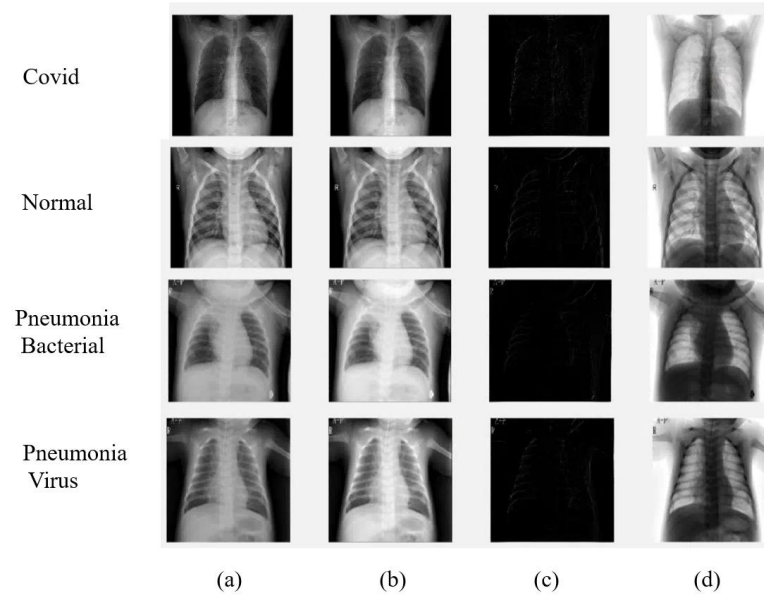 Covid
Normal
Pneumonia
Bacterial
Pneumonia
Virus
(a) (b) (c) (d)